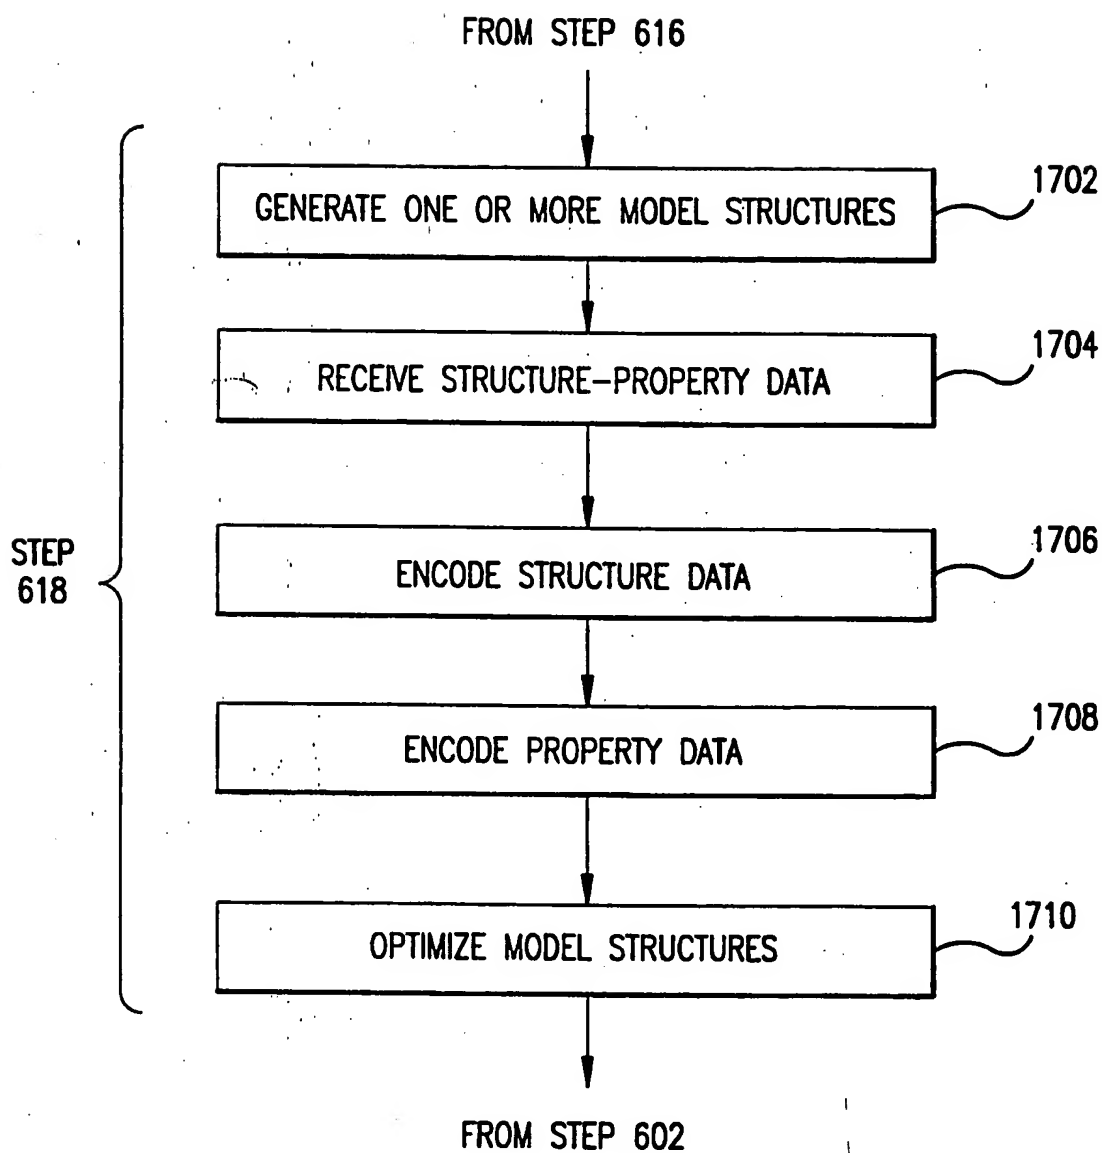 FROM STEP 616
GENERATE ONE OR MORE MODEL STRUCTURES
1702
RECEIVE STRUCTURE-PROPERTY DATA
1704
STEP
618
ENCODE STRUCTURE DATA
1706
ENCODE PROPERTY DATA
1708
OPTIMIZE MODEL STRUCTURES
1710
FROM STEP 602